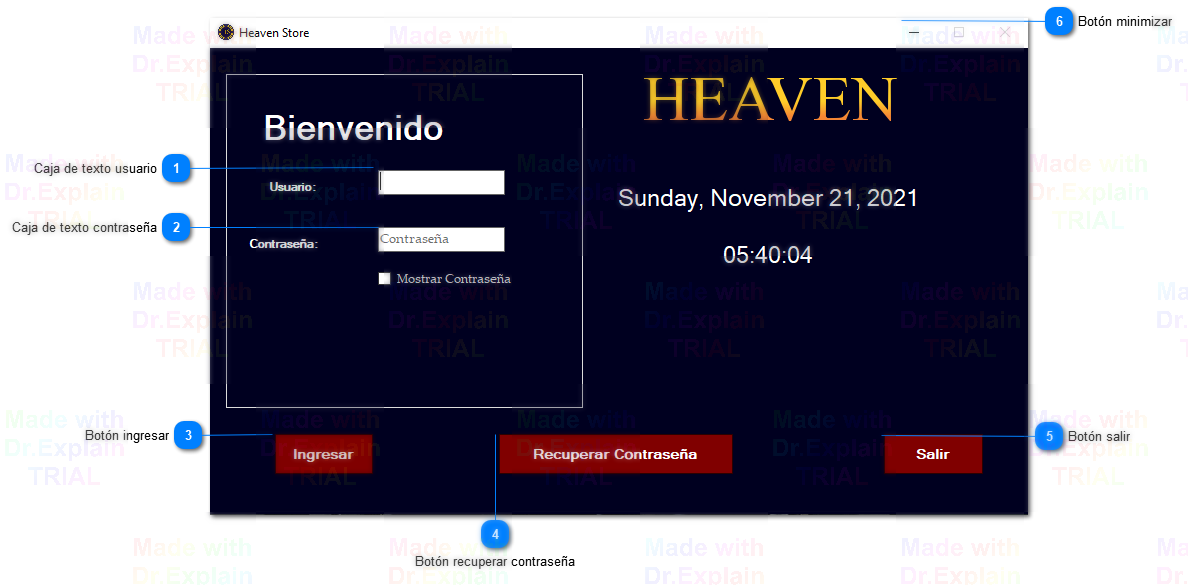 Heaven Store
6 Botón minimizar
HEAVEN
Bienvenido
1 Caja de texto usuario
Usuario:
Sunday, November 21, 2021
2 Caja de texto contraseña
Contraseña:
Contraseña
05:40:04
Mostrar Contraseña
3 Botón ingresar
Ingresar
Recuperar Contraseña
Salir
5 Botón salir
4
Botón recuperar contraseña
Made with
Dr.Explain
TRIAL